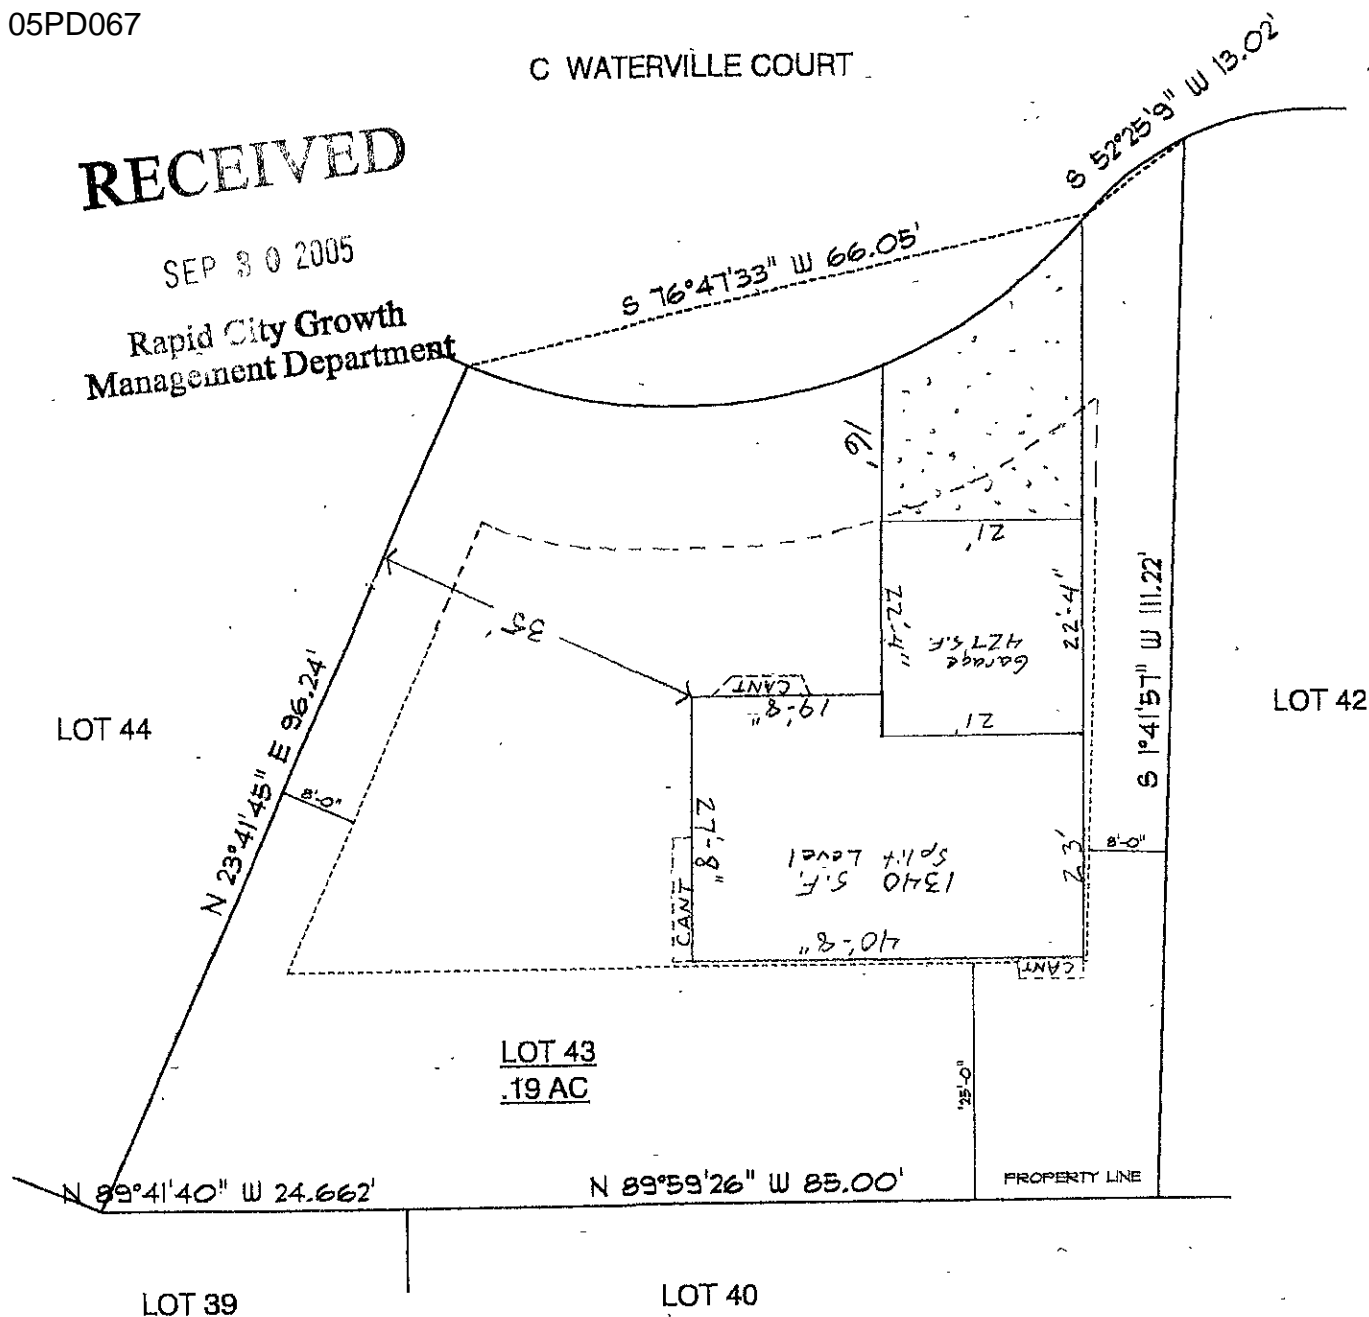 05PD067
C WATERVILLE COURT
S 52°25'9" W 13.02'
RECEIVED
SEP 30 2005
Rapid City Growth
Management Department
S 76°47'33" W 66.05'
16'
21'
35'
22'-4"
Garage
427 S.F.
22'-4"
S 1°41'57" W 111.22'
LOT 44
N 23°41'45" E 96.24'
8'-0"
CANT
19'-8"
21'
LOT 42
27'-8"
1340 S.F.
Split Level
23'
8'-0"
CANT
40'-8"
CANT
LOT 43
.19 AC
25'-0"
N 89°41'40" W 24.662'
N 89°59'26" W 85.00'
PROPERTY LINE
LOT 39
LOT 40